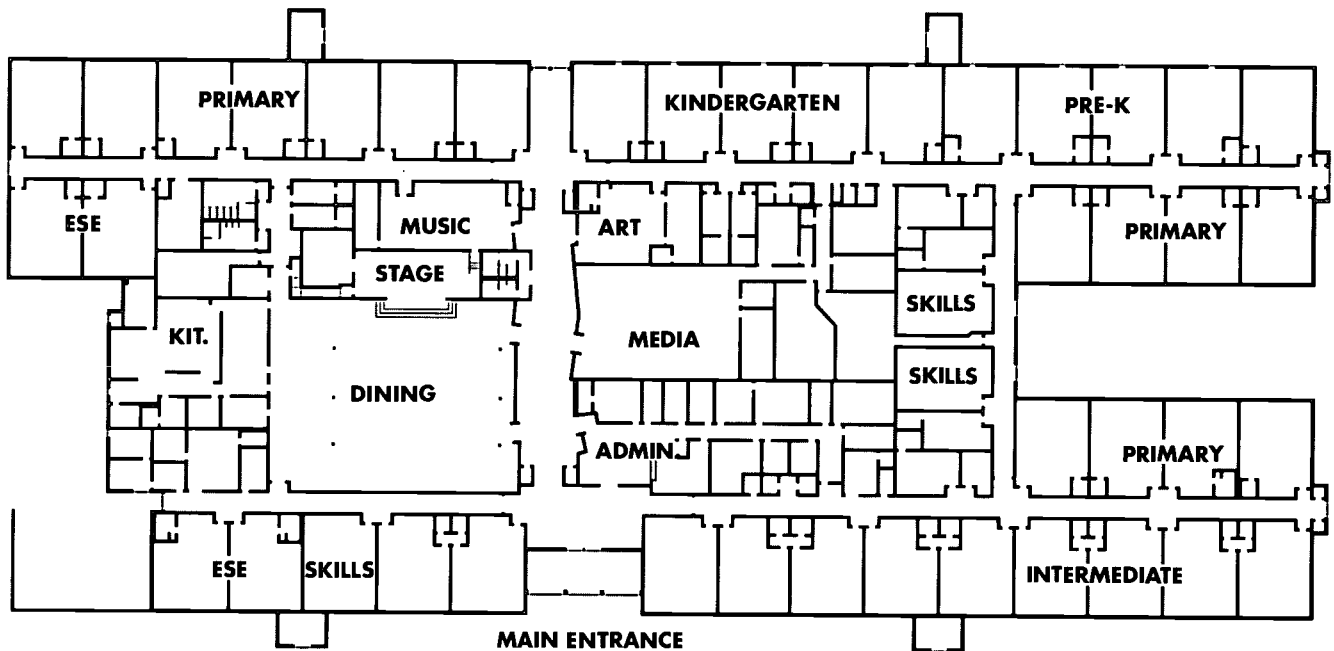 PRIMARY
KINDERGARTEN
PRE-K
ESE
MUSIC
ART
PRIMARY
STAGE
SKILLS
KIT.
MEDIA
SKILLS
DINING
ADMIN.
PRIMARY
ESE
SKILLS
INTERMEDIATE
MAIN ENTRANCE